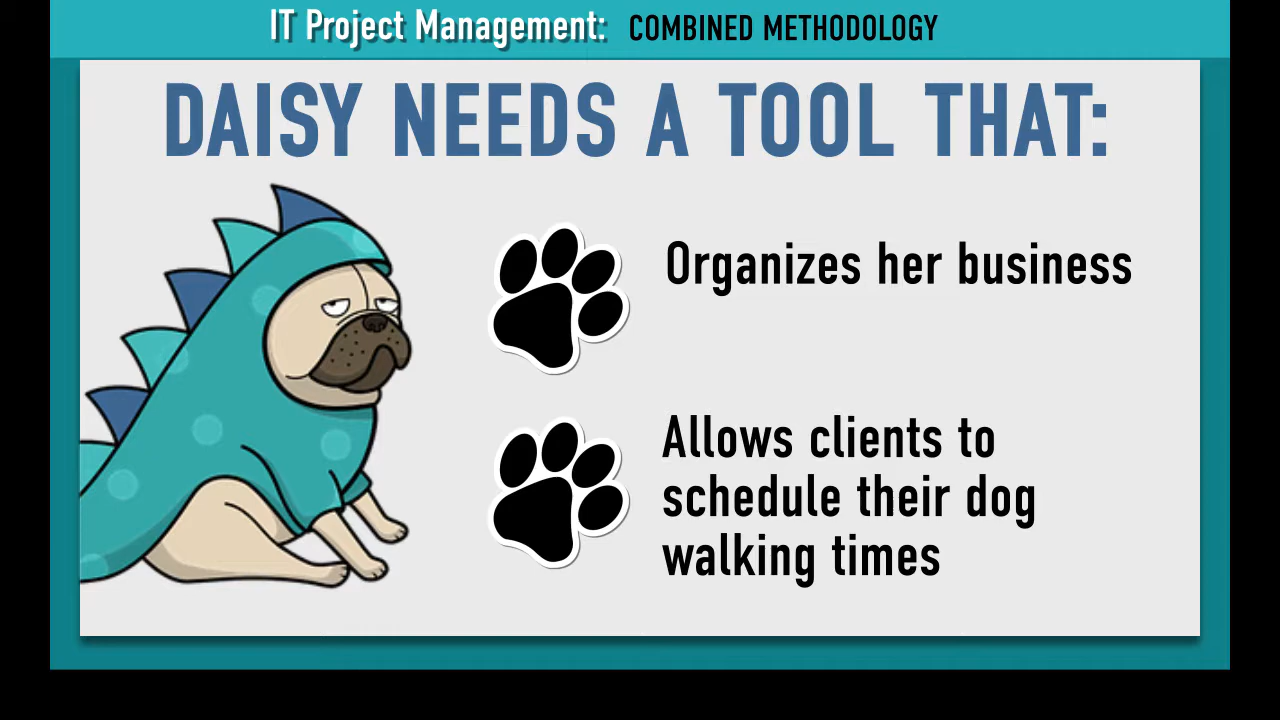 IT Project Management: COMBINED METHODOLOGY
DAISY NEEDS A TOOL THAT:
Organizes her business
Allows clients to
schedule their dog
walking times